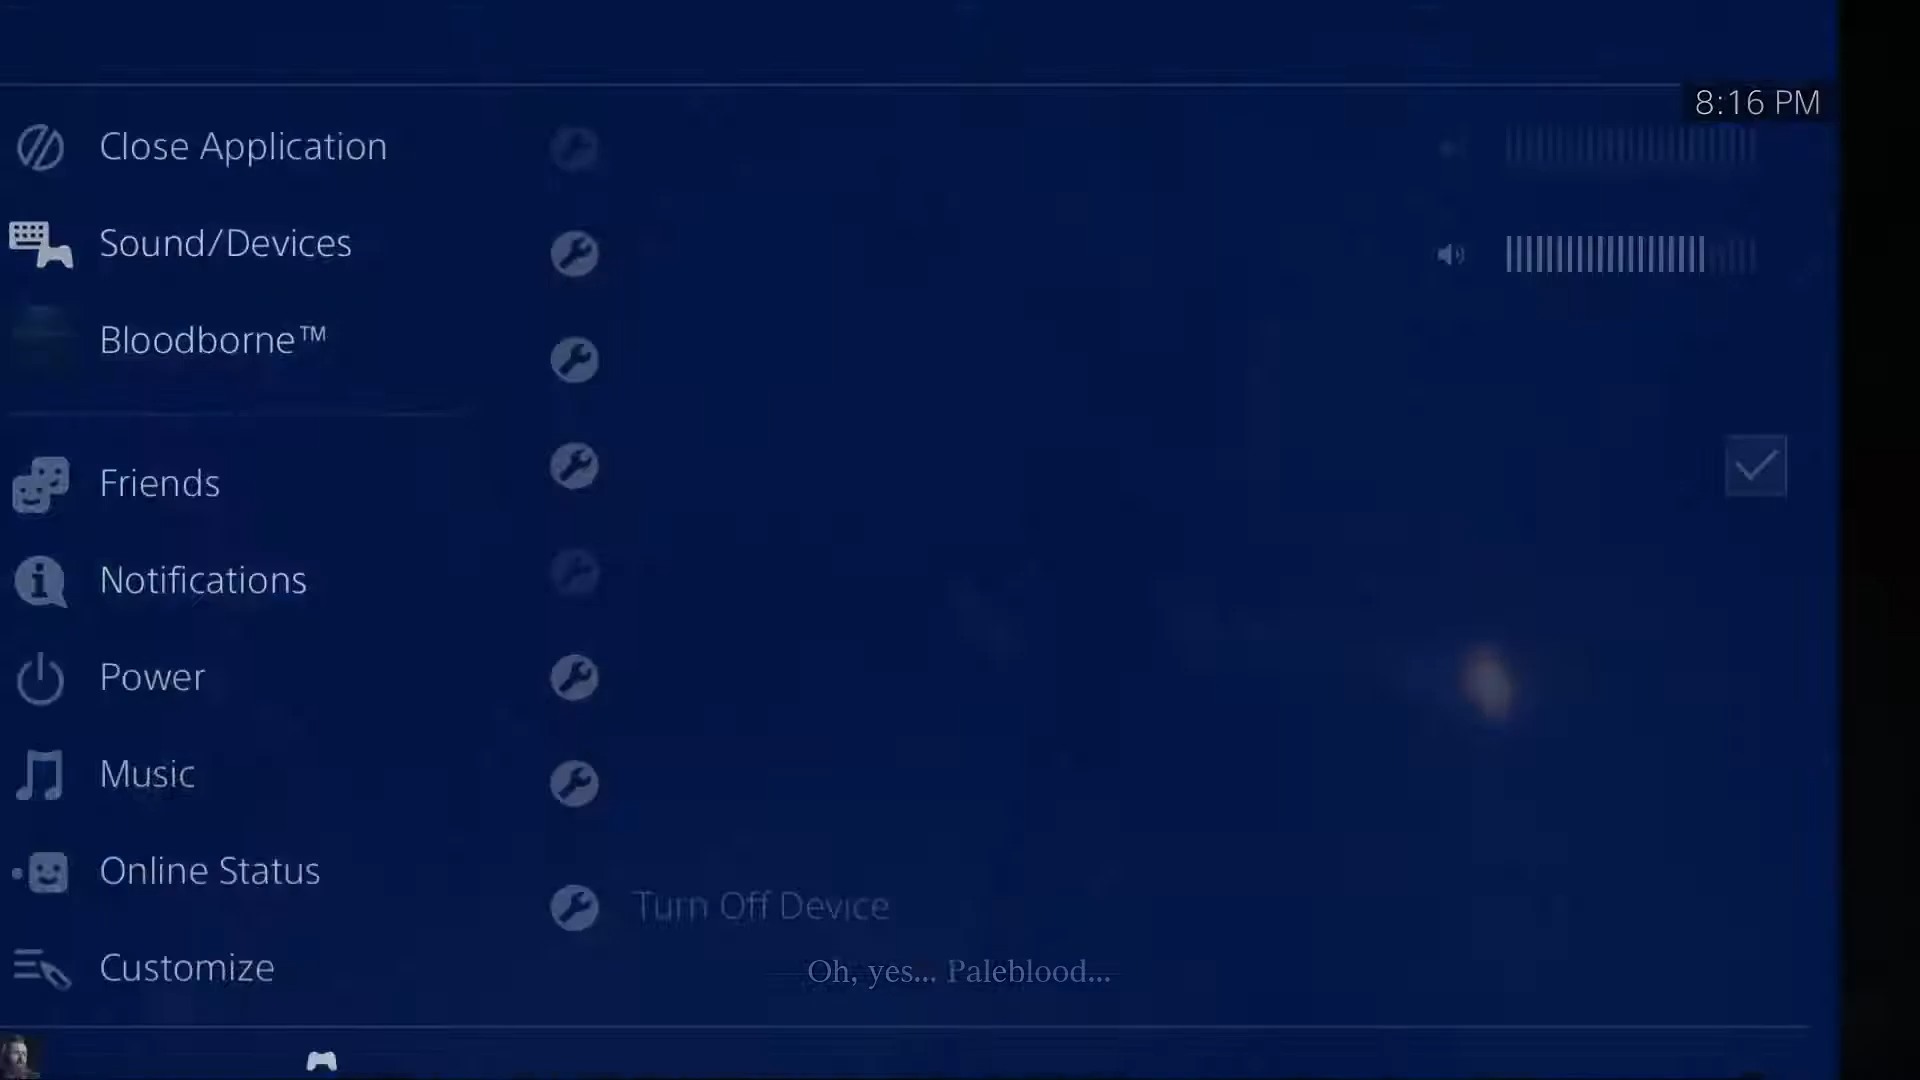 8:16 PM
Close Application
Sound/Devices
Bloodborne™
Friends
Notifications
Power
Music
Online Status
Turn Off Device
Customize
Oh, yes... Paleblood...